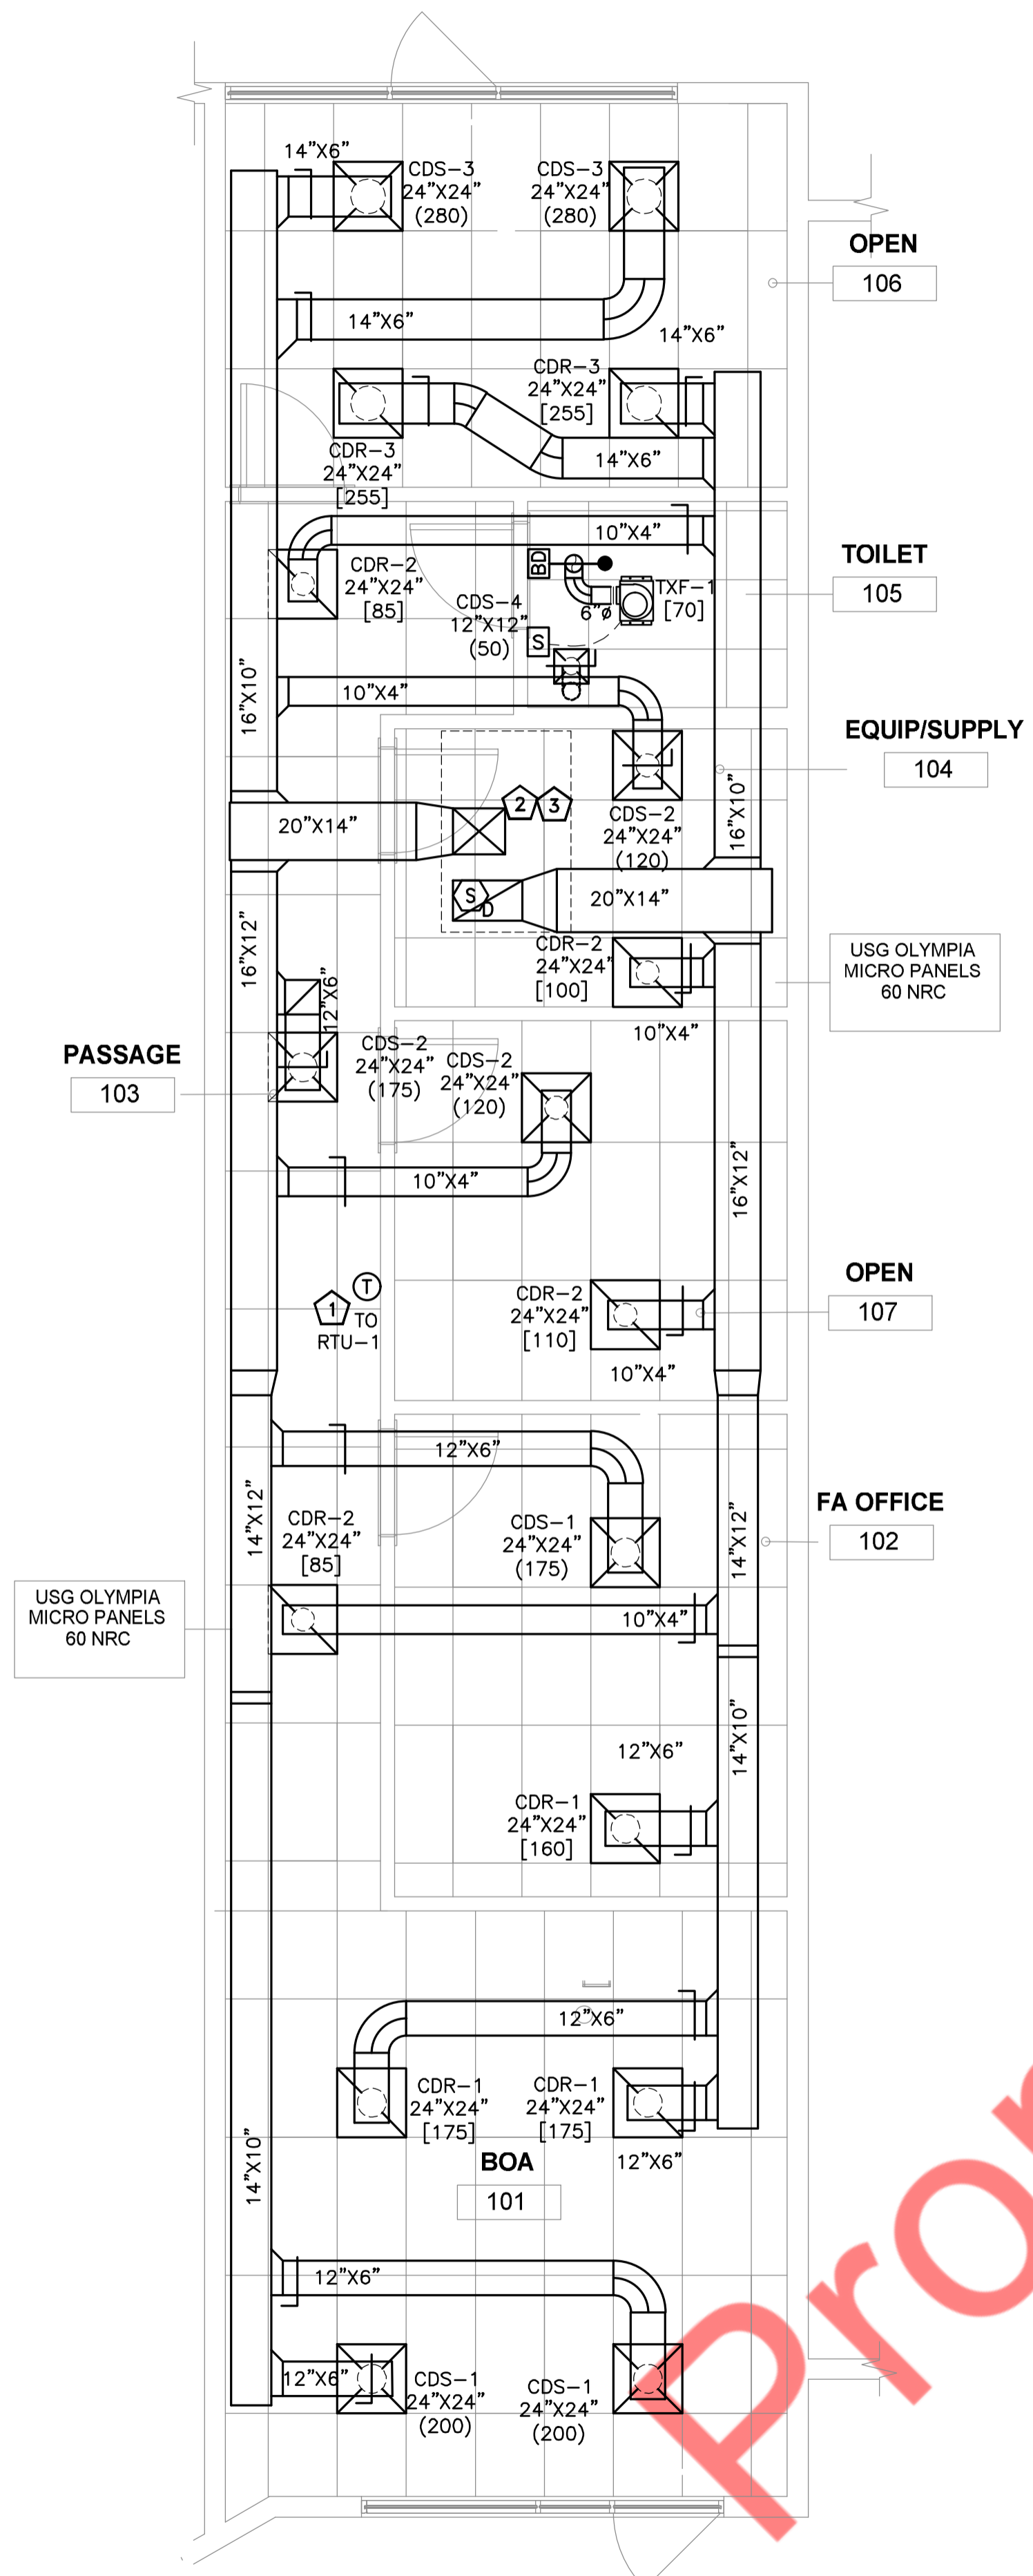 14"X6"
CDS-3
24"X24"
(280)
CDS-3
24"X24"
(280)
OPEN
106
14"X6"
14"X6"
CDR-3
24"X24"
[255]
CDR-3
24"X24"
[255]
14"X6"
10"X4"
TOILET
105
BD
CDR-2
24"X24"
[85]
CDS-4
12"X12"
(50)
6"ø
TXF-1
[70]
S
16"X10"
10"X4"
EQUIP/SUPPLY
104
2
3
20"X14"
CDS-2
24"X24"
(120)
16"X10"
S
D
20"X14"
16"X12"
CDR-2
24"X24"
[100]
USG OLYMPIA
MICRO PANELS
60 NRC
12"X6"
10"X4"
PASSAGE
103
CDS-2
24"X24"
(175)
CDS-2
24"X24"
(120)
10"X4"
16"X12"
T
1
TO
RTU-1
CDR-2
24"X24"
[110]
OPEN
107
10"X4"
12"X6"
14"X12"
CDR-2
24"X24"
[85]
CDS-1
24"X24"
(175)
14"X12"
FA OFFICE
102
USG OLYMPIA
MICRO PANELS
60 NRC
10"X4"
14"X10"
12"X6"
CDR-1
24"X24"
[160]
12"X6"
CDR-1
24"X24"
[175]
CDR-1
24"X24"
[175]
12"X6"
14"X10"
BOA
101
12"X6"
12"X6"
CDS-1
24"X24"
(200)
CDS-1
24"X24"
(200)